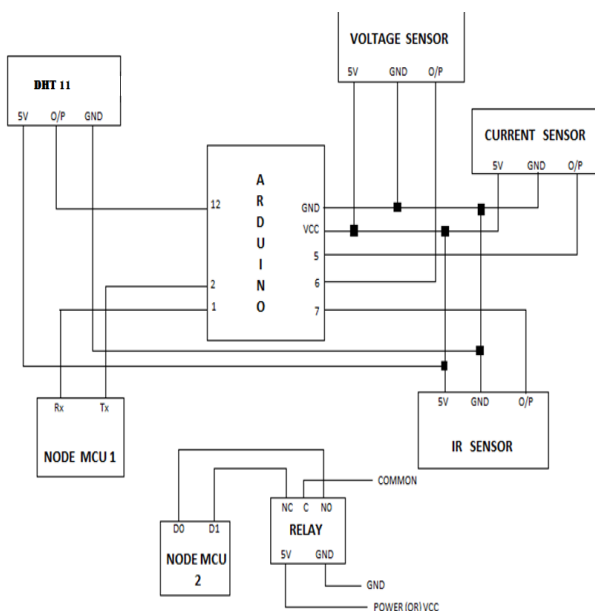 VOLTAGE SENSOR
5V GND O/P
DHT 11
5V O/P GND
CURRENT SENSOR
5V GND O/P
A
R
D
U
I
N
O
12
2
1
GND
VCC
5
6
7
Rx Tx
NODE MCU 1
5V GND O/P
IR SENSOR
COMMON
NC C NO
RELAY
5V GND
D0 D1
NODE MCU
2
GND
POWER (OR) VCC